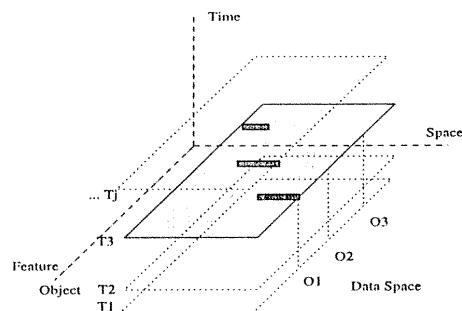 Time
Space
... Tj
T3
O3
Feature
O2
Object
T2
O1
Data Space
T1